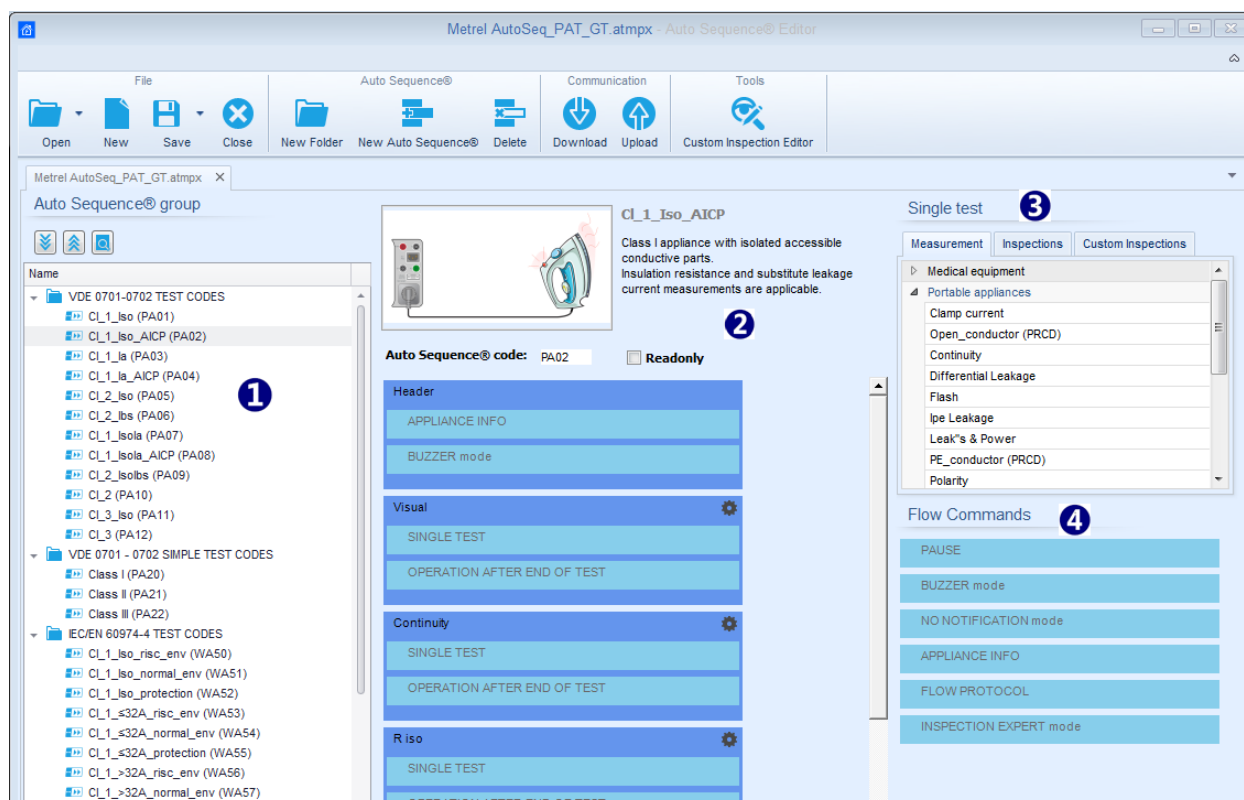 Metrel AutoSeq_PAT_GT.atmpx - Auto Sequence® Editor
File
Auto Sequence®
Communication
Tools
Open
New
Save
Close
New Folder
New Auto Sequence®
Delete
Download
Upload
Custom Inspection Editor
Metrel AutoSeq_PAT_GT.atmpx X
Auto Sequence® group
Name
VDE 0701-0702 TEST CODES
Cl_1_Iso (PA01)
Cl_1_Iso_AICP (PA02)
Cl_1_Ia (PA03)
Cl_1_Ia_AICP (PA04)
Cl_2_Iso (PA05)
Cl_2_Ibs (PA06)
Cl_1_IsoIa (PA07)
Cl_1_IsoIa_AICP (PA08)
Cl_2_IsoIbs (PA09)
Cl_2 (PA10)
Cl_3_Iso (PA11)
Cl_3 (PA12)
VDE 0701 - 0702 SIMPLE TEST CODES
Class I (PA20)
Class II (PA21)
Class III (PA22)
IEC/EN 60974-4 TEST CODES
Cl_1_Iso_risc_env (WA50)
Cl_1_Iso_normal_env (WA51)
Cl_1_Iso_protection (WA52)
Cl_1_≤32A_risc_env (WA53)
Cl_1_≤32A_normal_env (WA54)
Cl_1_≤32A_protection (WA55)
Cl_1_>32A_risc_env (WA56)
Cl_1_>32A_normal_env (WA57)
1
Cl_1_Iso_AICP
Class I appliance with isolated accessible
conductive parts.
Insulation resistance and substitute leakage
current measurements are applicable.
2
Auto Sequence® code: PA02 Readonly
Header
APPLIANCE INFO
BUZZER mode
Visual
SINGLE TEST
OPERATION AFTER END OF TEST
Continuity
SINGLE TEST
OPERATION AFTER END OF TEST
R iso
SINGLE TEST
OPERATION AFTER END OF TEST
Single test
3
Measurement
Inspections
Custom Inspections
Medical equipment
Portable appliances
Clamp current
Open_conductor (PRCD)
Continuity
Differential Leakage
Flash
Ipe Leakage
Leak"s & Power
PE_conductor (PRCD)
Polarity
Flow Commands
4
PAUSE
BUZZER mode
NO NOTIFICATION mode
APPLIANCE INFO
FLOW PROTOCOL
INSPECTION EXPERT mode